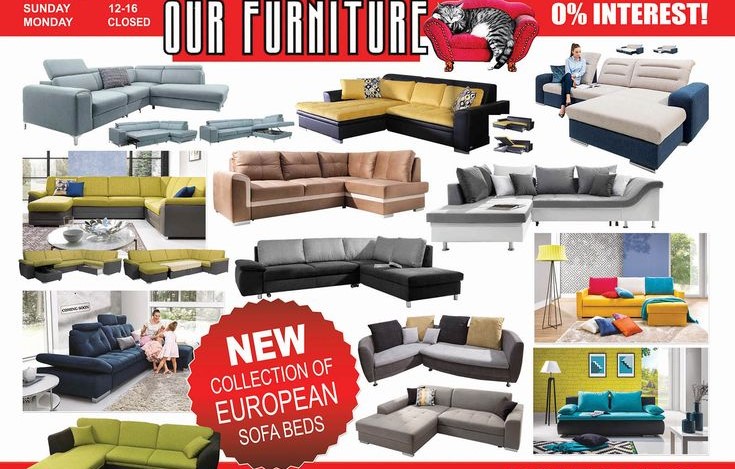 SUNDAY 12-16
MONDAY CLOSED
OUR FURNITURE
0% INTEREST!
COMING SOON
NEW
COLLECTION OF
EUROPEAN
SOFA BEDS